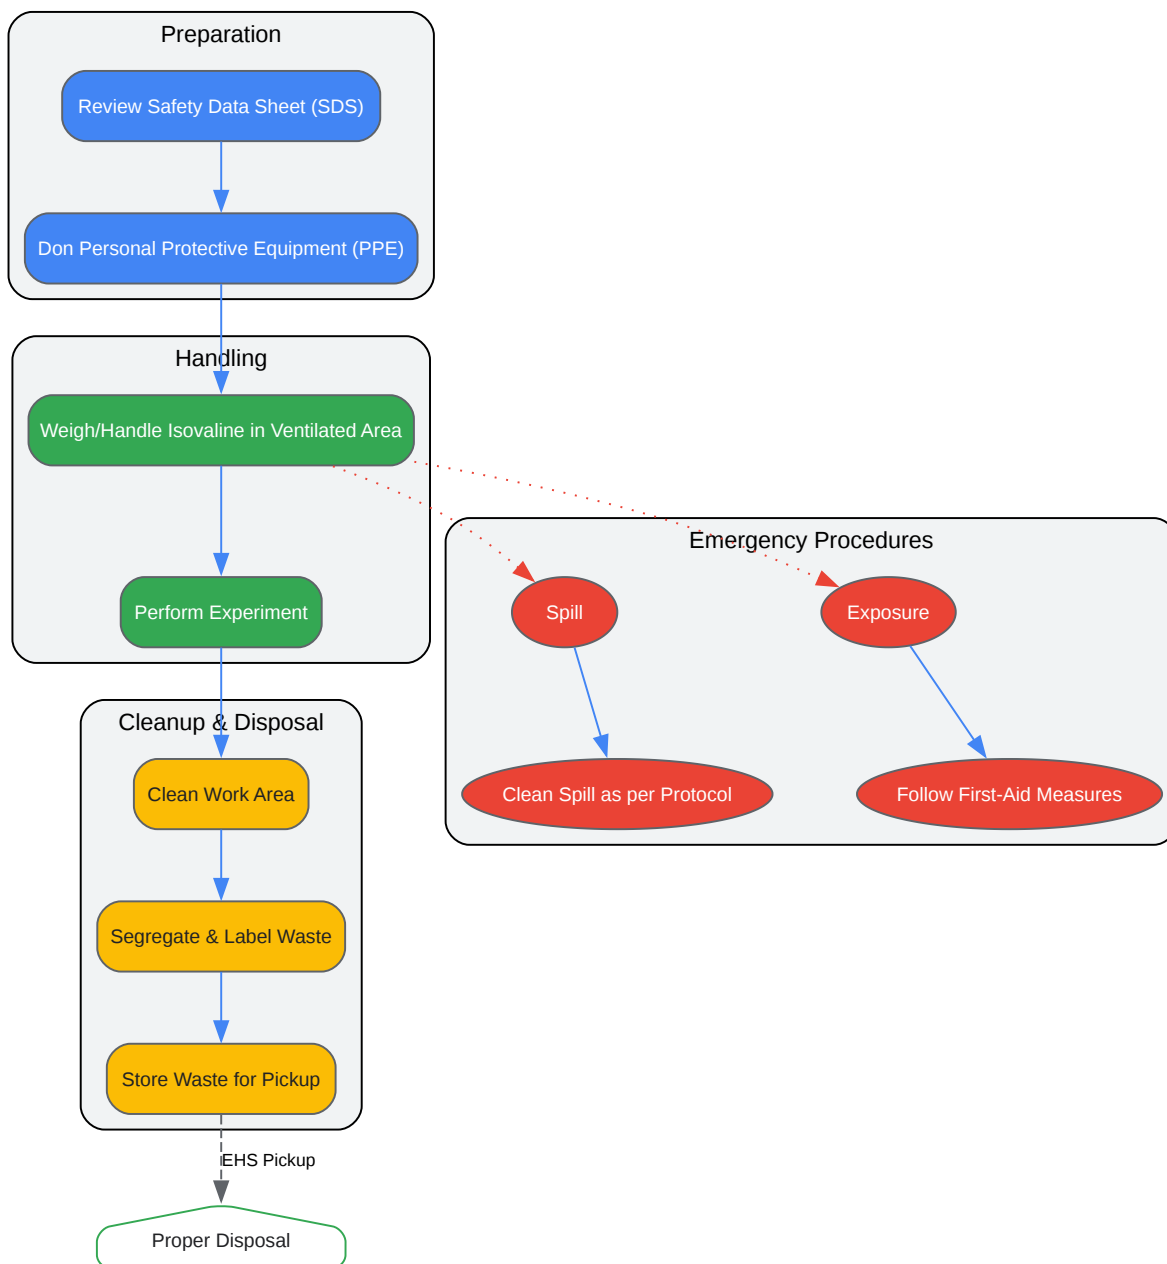 Preparation
Review Safety Data Sheet (SDS)
Don Personal Protective Equipment (PPE)
Handling
Weigh/Handle Isovaline in Ventilated Area
Perform Experiment
Emergency Procedures
Spill
Exposure
Clean Spill as per Protocol
Follow First-Aid Measures
Cleanup & Disposal
Clean Work Area
Segregate & Label Waste
Store Waste for Pickup
EHS Pickup
Proper Disposal